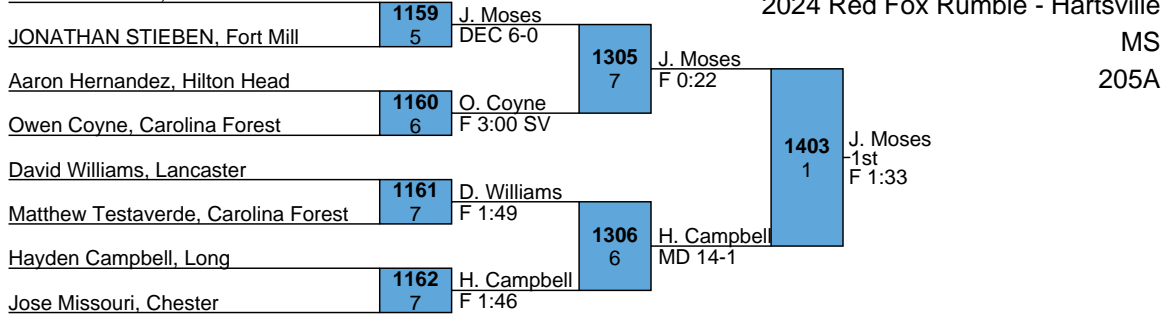 2024 Red Fox Rumble - Hartsville
MS
205A
JONATHAN STIEBEN, Fort Mill
Aaron Hernandez, Hilton Head
Owen Coyne, Carolina Forest
David Williams, Lancaster
Matthew Testaverde, Carolina Forest
Hayden Campbell, Long
Jose Missouri, Chester
1159
5
1160
6
1161
7
1162
7
J. Moses
DEC 6-0
O. Coyne
F 3:00 SV
D. Williams
F 1:49
H. Campbell
F 1:46
1305
7
1306
6
J. Moses
F 0:22
H. Campbell
MD 14-1
1403
1
J. Moses
1st
F 1:33